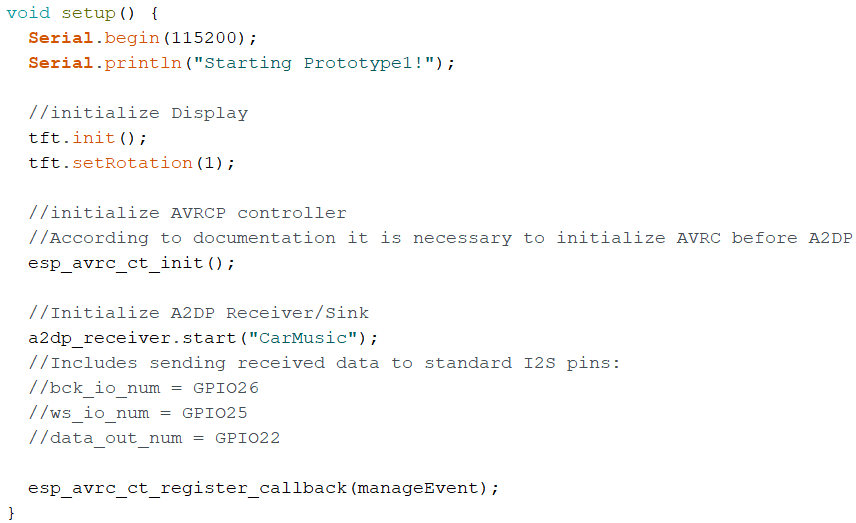 void setup() {
  Serial.begin(115200);
  Serial.println("Starting Prototype1!");

  //initialize Display
  tft.init();
  tft.setRotation(1);

  //initialize AVRCP controller
  //According to documentation it is necessary to initialize AVRC before A2DP
  esp_avrc_ct_init();

  //Initialize A2DP Receiver/Sink
  a2dp_receiver.start("CarMusic");
  //Includes sending received data to standard I2S pins:
  //bck_io_num = GPIO26
  //ws_io_num = GPIO25
  //data_out_num = GPIO22

  esp_avrc_ct_register_callback(manageEvent);
}